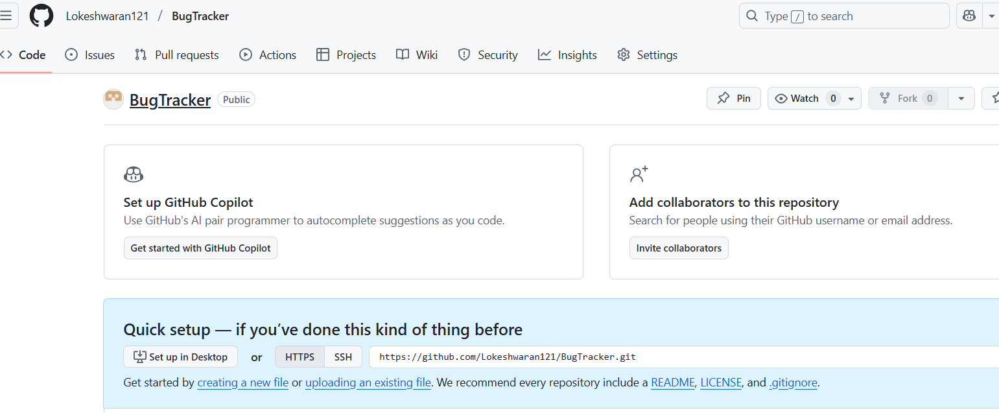 Lokeshwaran121 / BugTracker
Type / to search
Code Issues Pull requests Actions Projects Wiki Security Insights Settings
BugTracker Public
Pin Watch 0 Fork 0
Set up GitHub Copilot
Use GitHub's AI pair programmer to autocomplete suggestions as you code.
Get started with GitHub Copilot
Add collaborators to this repository
Search for people using their GitHub username or email address.
Invite collaborators
Quick setup — if you’ve done this kind of thing before
Set up in Desktop or HTTPS SSH https://github.com/Lokeshwaran121/BugTracker.git
Get started by creating a new file or uploading an existing file. We recommend every repository include a README, LICENSE, and .gitignore.